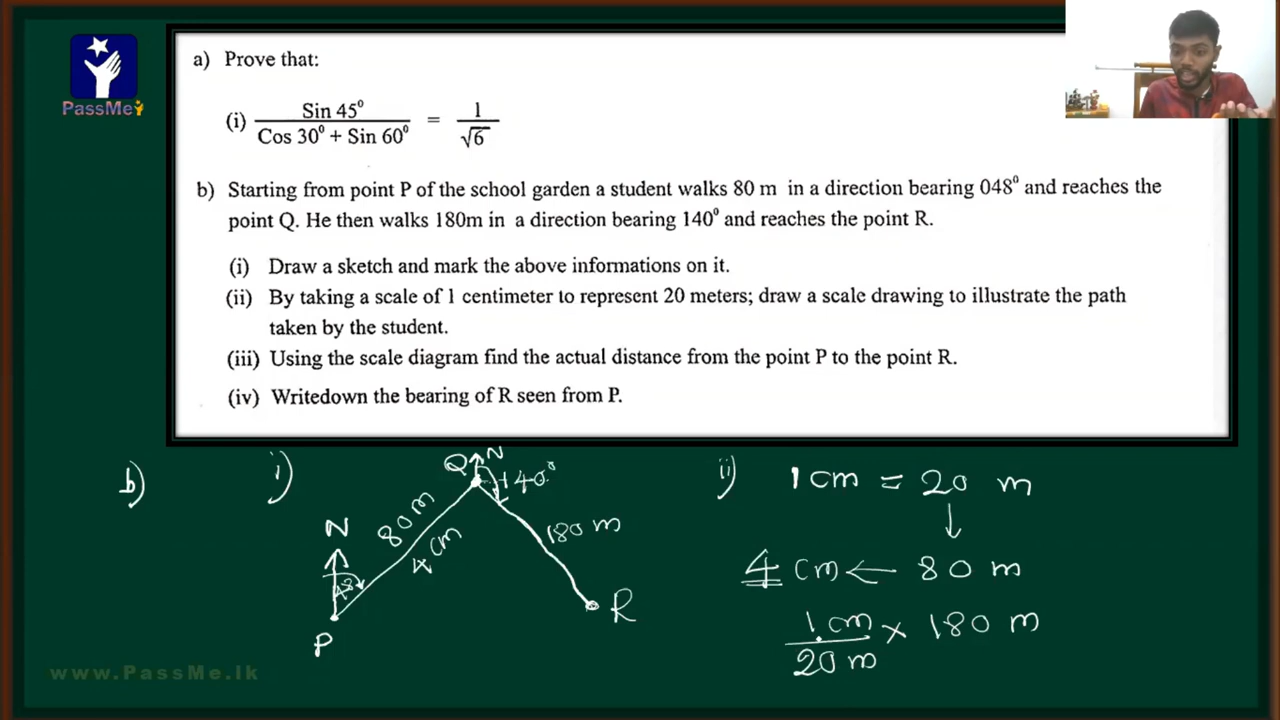 PassMe
a) Prove that:
(i) Sin 45⁰ / Cos 30⁰ + Sin 60⁰ = 1 / √6
b) Starting from point P of the school garden a student walks 80 m in a direction bearing 048⁰ and reaches the
point Q. He then walks 180m in a direction bearing 140⁰ and reaches the point R.
(i) Draw a sketch and mark the above informations on it.
(ii) By taking a scale of 1 centimeter to represent 20 meters; draw a scale drawing to illustrate the path
taken by the student.
(iii) Using the scale diagram find the actual distance from the point P to the point R.
(iv) Writedown the bearing of R seen from P.
b) i)
Q N
140°
80 m
4 cm
180 m
N
48
P
R
ii) 1 cm = 20 m
↓
4 cm ← 80 m
1 cm / 20 m × 180 m
www.PassMe.lk